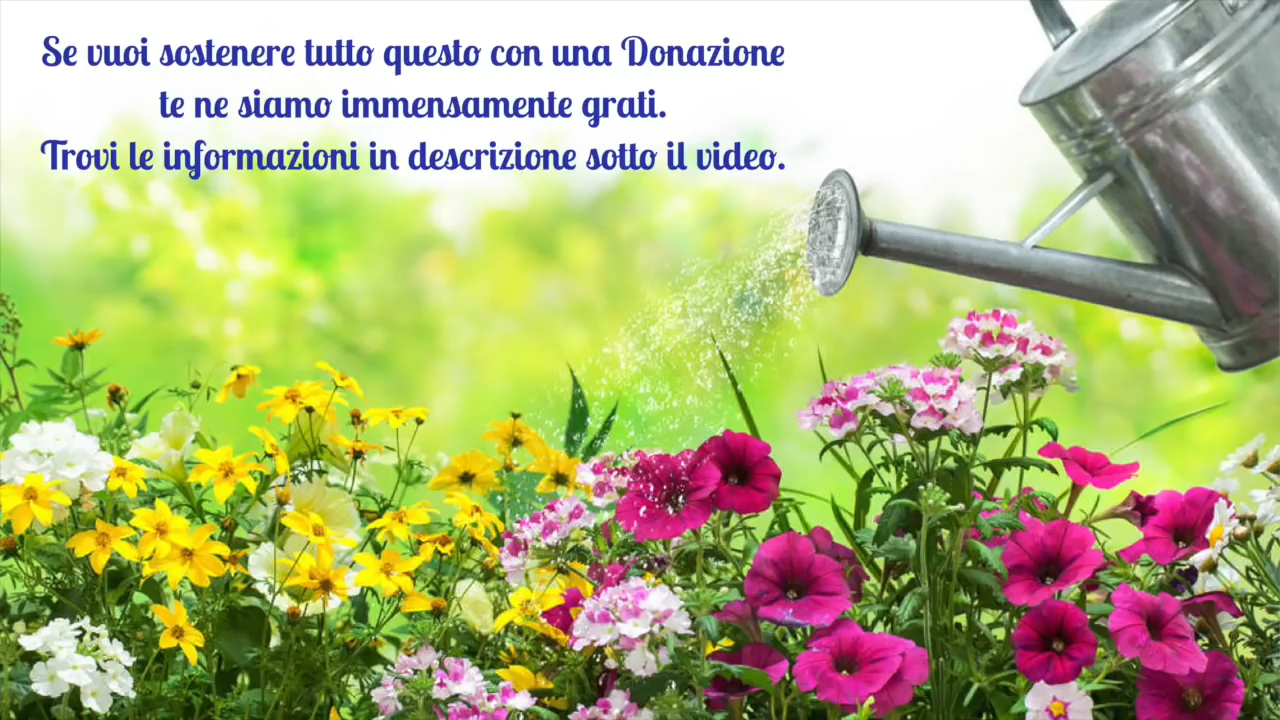 Se vuoi sostenere tutto questo con una Donazione
te ne siamo immensamente grati.
Trovi le informazioni in descrizione sotto il video.